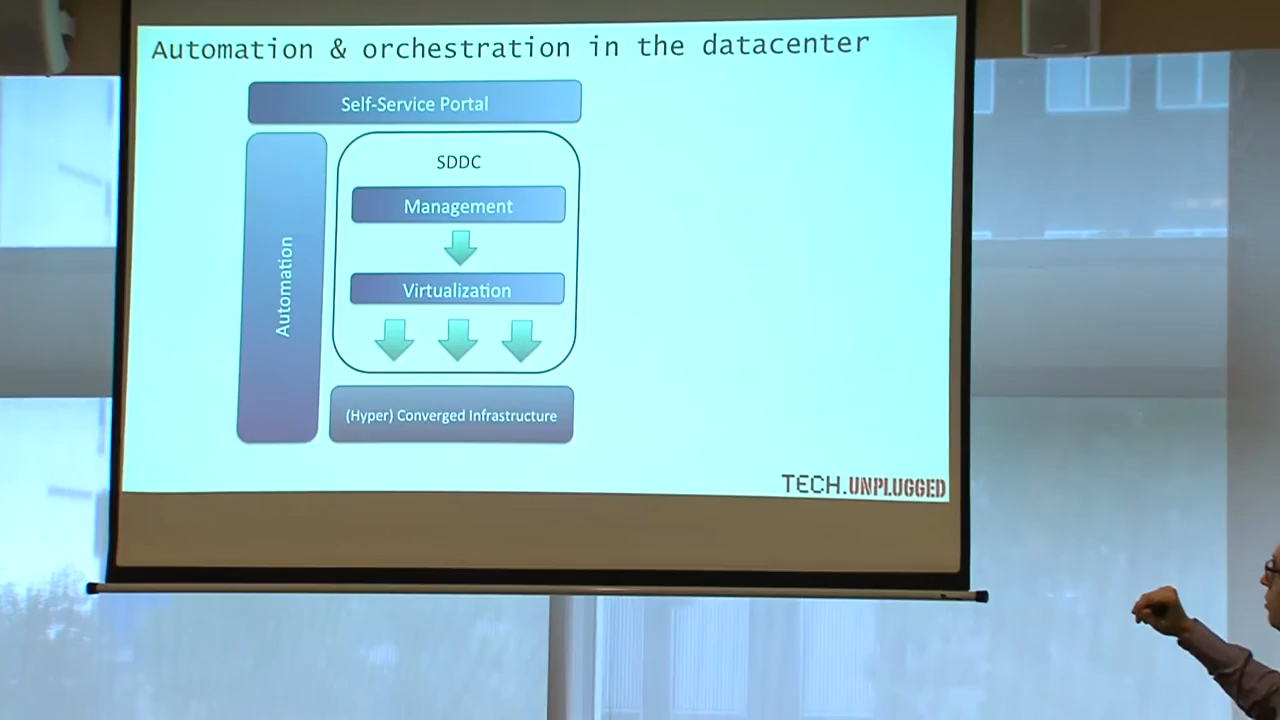 Automation & orchestration in the datacenter
Self-Service Portal
Automation
SDDC
Management
Virtualization
(Hyper) Converged Infrastructure
TECH.UNPLUGGED